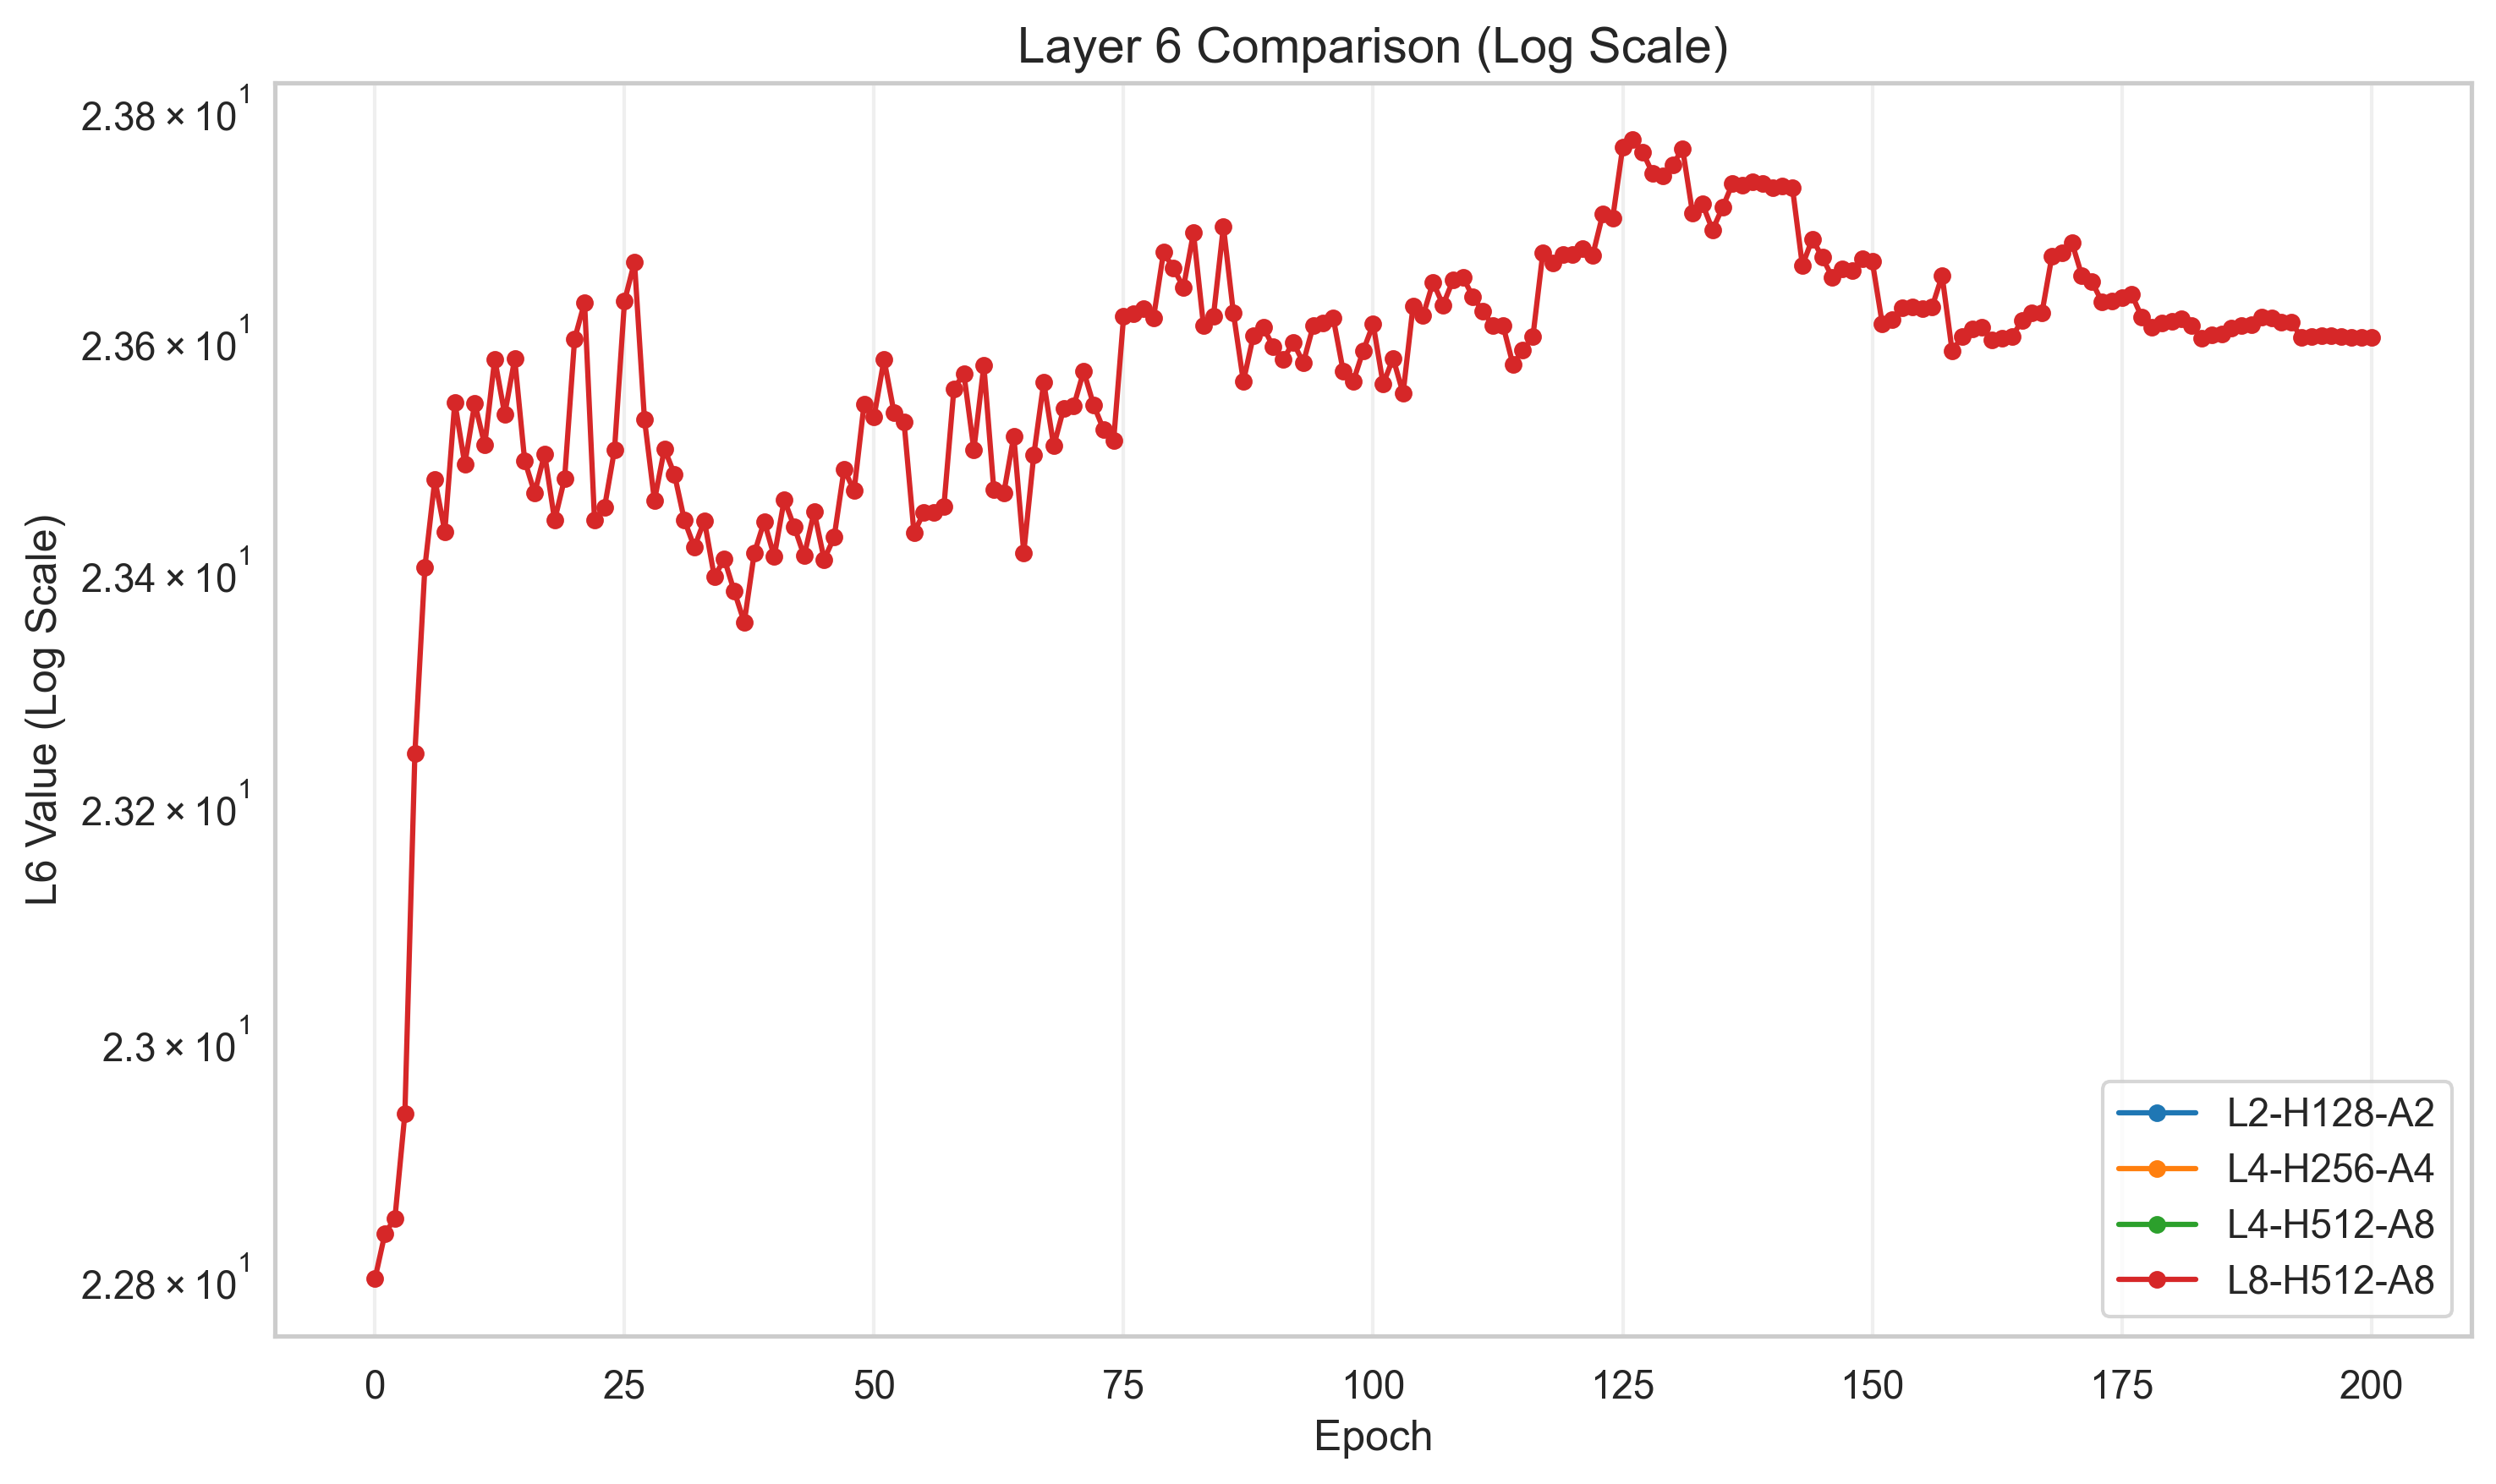 Layer 6 Comparison (Log Scale)
L6 Value (Log Scale)
2.38 × 10¹
2.36 × 10¹
2.34 × 10¹
2.32 × 10¹
2.3 × 10¹
2.28 × 10¹
L2-H128-A2
L4-H256-A4
L4-H512-A8
L8-H512-A8
0 25 50 75 100 125 150 175 200
Epoch